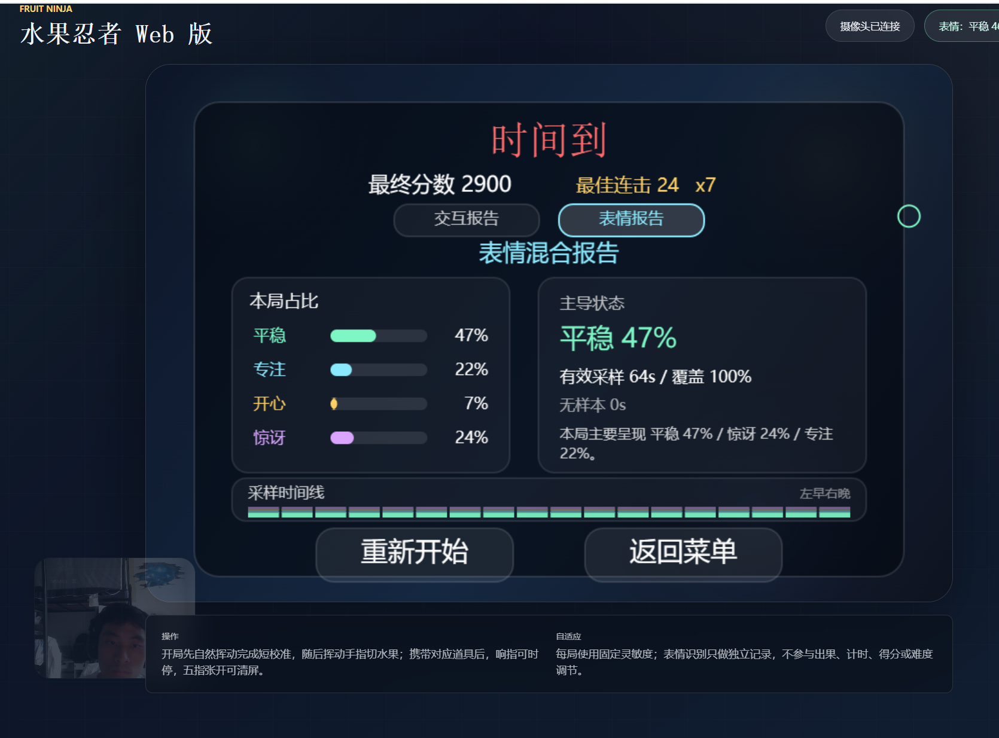 FRUIT NINJA
水果忍者 Web 版
摄像头已连接
表情：平稳
时间到
最终分数 2900
最佳连击 24 x7
交互报告
表情报告
表情混合报告
本局占比
平稳 47%
专注 22%
开心 7%
惊讶 24%
主导状态
平稳 47%
有效采样 64s / 覆盖 100%
无样本 0s
本局主要呈现 平稳 47% / 惊讶 24% / 专注
22%。
采样时间线
左早右晚
重新开始
返回菜单
操作
开局先自然挥动完成短校准，随后挥动手指切水果；携带对应道具后，响指可时
停，五指张开可清屏。
自适应
每局使用固定灵敏度；表情识别只做独立记录，不参与出果、计时、得分或难度
调节。